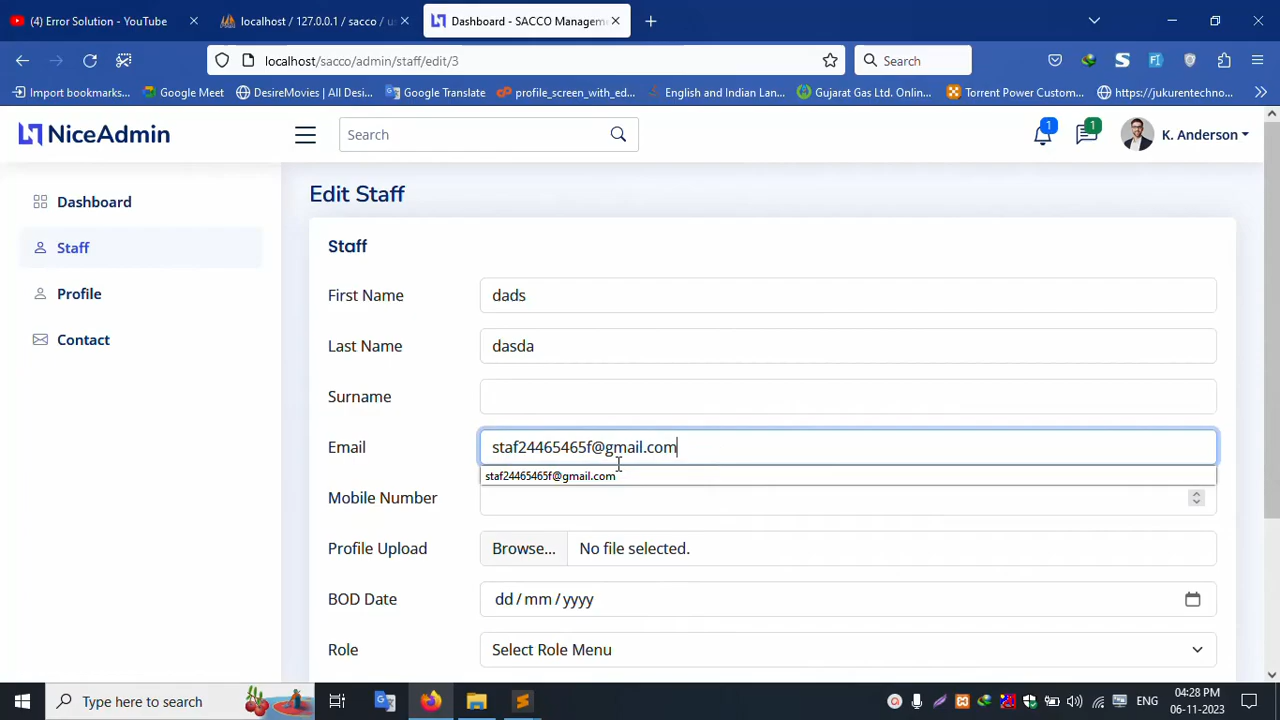 (4) Error Solution - YouTube
localhost / 127.0.0.1 / sacco / u
Dashboard - SACCO Managem
localhost/sacco/admin/staff/edit/3
Search
Import bookmarks...
Google Meet
DesireMovies | All Desi...
Google Translate
profile_screen_with_ed...
English and Indian Lan...
Gujarat Gas Ltd. Onlin...
Torrent Power Custom...
https://jukurentechno...
NiceAdmin
Search
1
1
K. Anderson
Dashboard
Staff
Profile
Contact
Edit Staff
Staff
First Name
dads
Last Name
dasda
Surname
Email
staf24465465f@gmail.com
staf24465465f@gmail.com
Mobile Number
Profile Upload
Browse... No file selected.
BOD Date
dd / mm / yyyy
Role
Select Role Menu
Type here to search
ENG
04:28 PM
06-11-2023